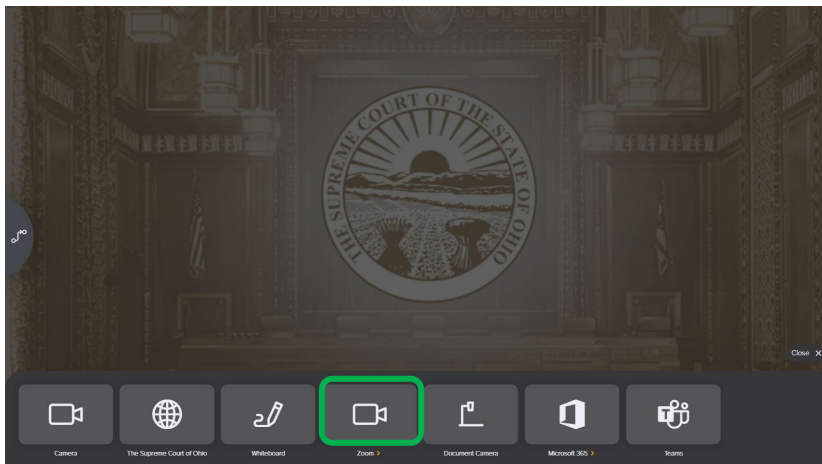 THE SUPREME COURT OF THE STATE OF OHIO
Close X
Camera
The Supreme Court of Ohio
Whiteboard
Zoom >
Document Camera
Microsoft 365 >
Teams